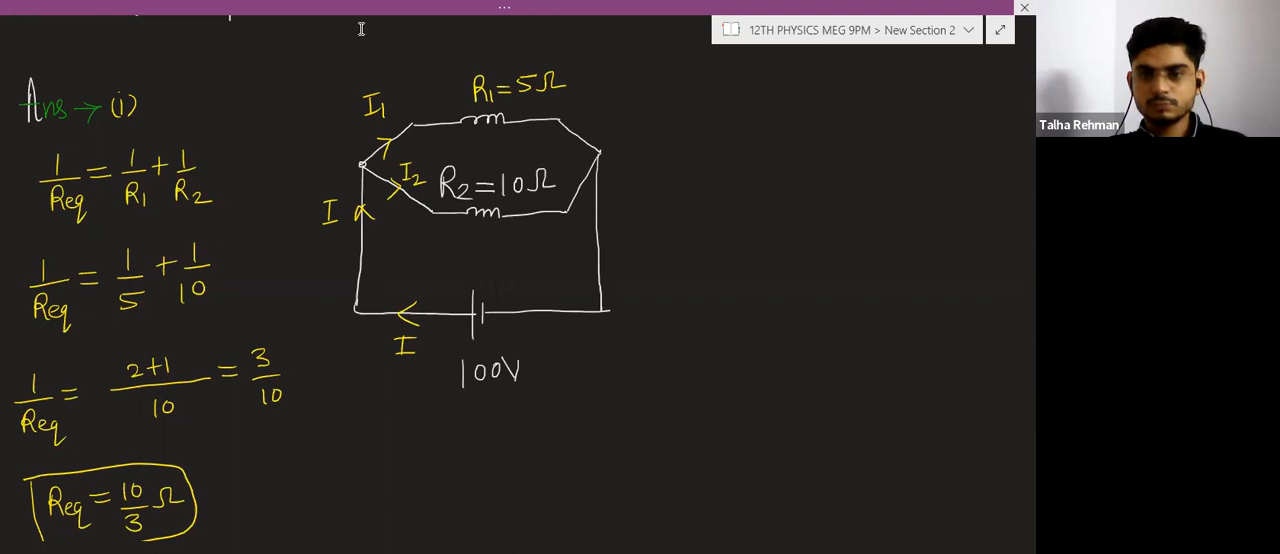 12TH PHYSICS MEG 9PM > New Section 2
Talha Rehman
Ans → (i)
1/Req = 1/R1 + 1/R2
1/Req = 1/5 + 1/10
1/Req = 2+1/10 = 3/10
Req = 10/3 Ω
R1 = 5Ω
I1
I2
R2 = 10Ω
I
I
100V